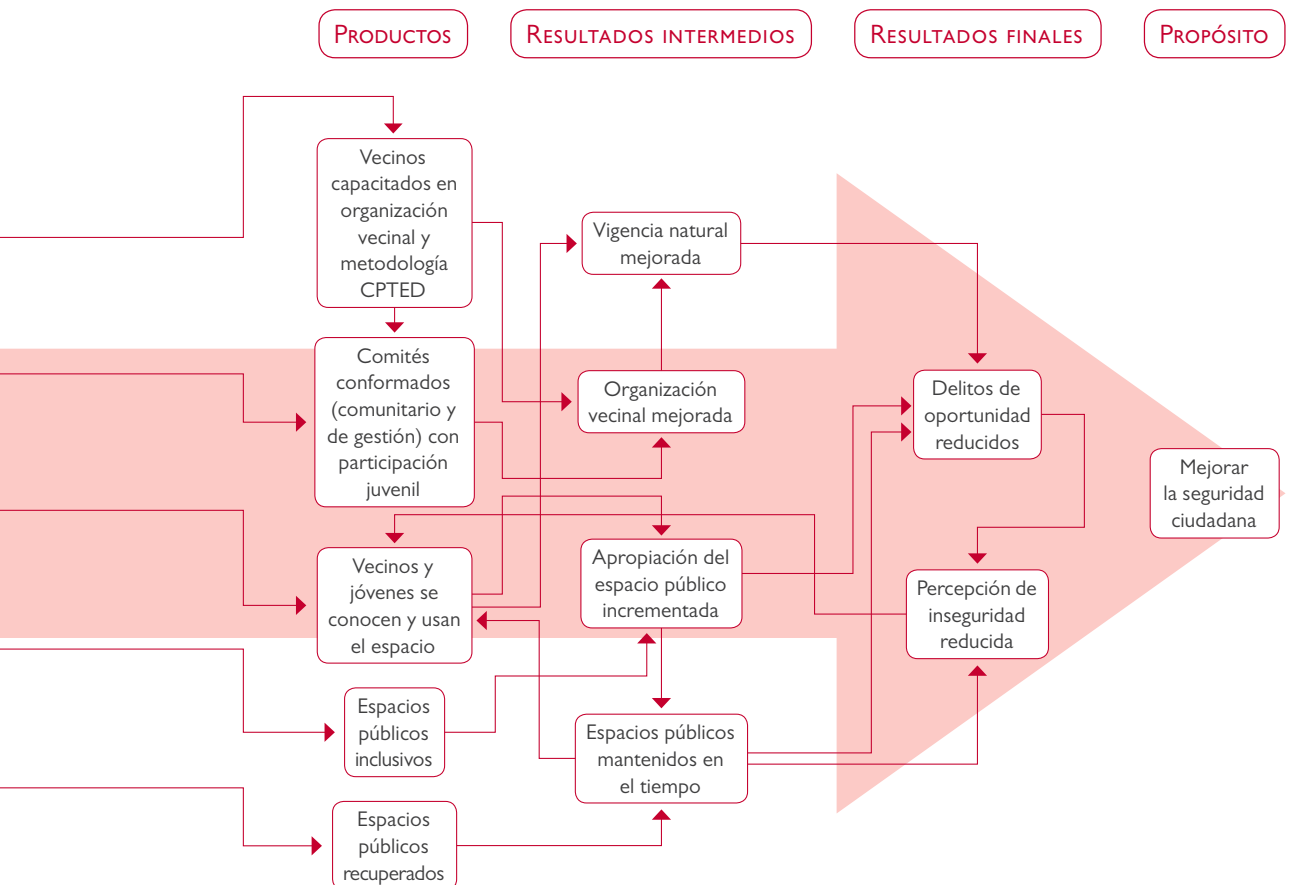 PRODUCTOS
RESULTADOS INTERMEDIOS
RESULTADOS FINALES
PROPÓSITO
Vecinos
capacitados en
organización
vecinal y
metodología
CPTED
Comités
conformados
(comunitario y
de gestión) con
participación
juvenil
Vecinos y
jóvenes se
conocen y usan
el espacio
Espacios
públicos
inclusivos
Espacios
públicos
recuperados
Vigencia natural
mejorada
Organización
vecinal mejorada
Apropiación del
espacio público
incrementada
Espacios públicos
mantenidos en
el tiempo
Delitos de
oportunidad
reducidos
Percepción de
inseguridad
reducida
Mejorar
la seguridad
ciudadana